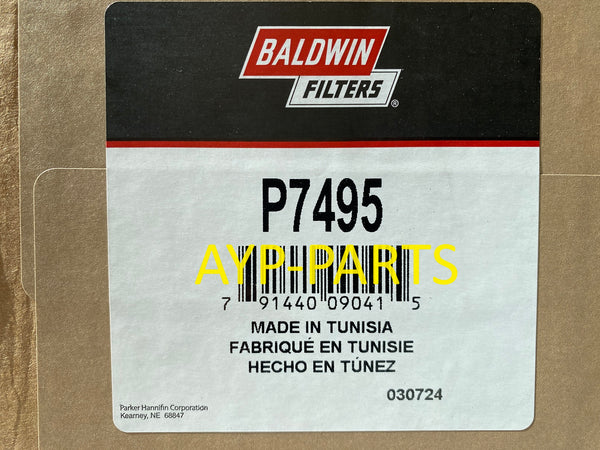 BALDWIN
FILTERS®
P7495
AYP-PARTS
7 91440 09041 5
MADE IN TUNISIA
FABRIQUÉ EN TUNISIE
HECHO EN TÚNEZ
030724
Parker Hannifin Corporation
Kearney, NE 68847